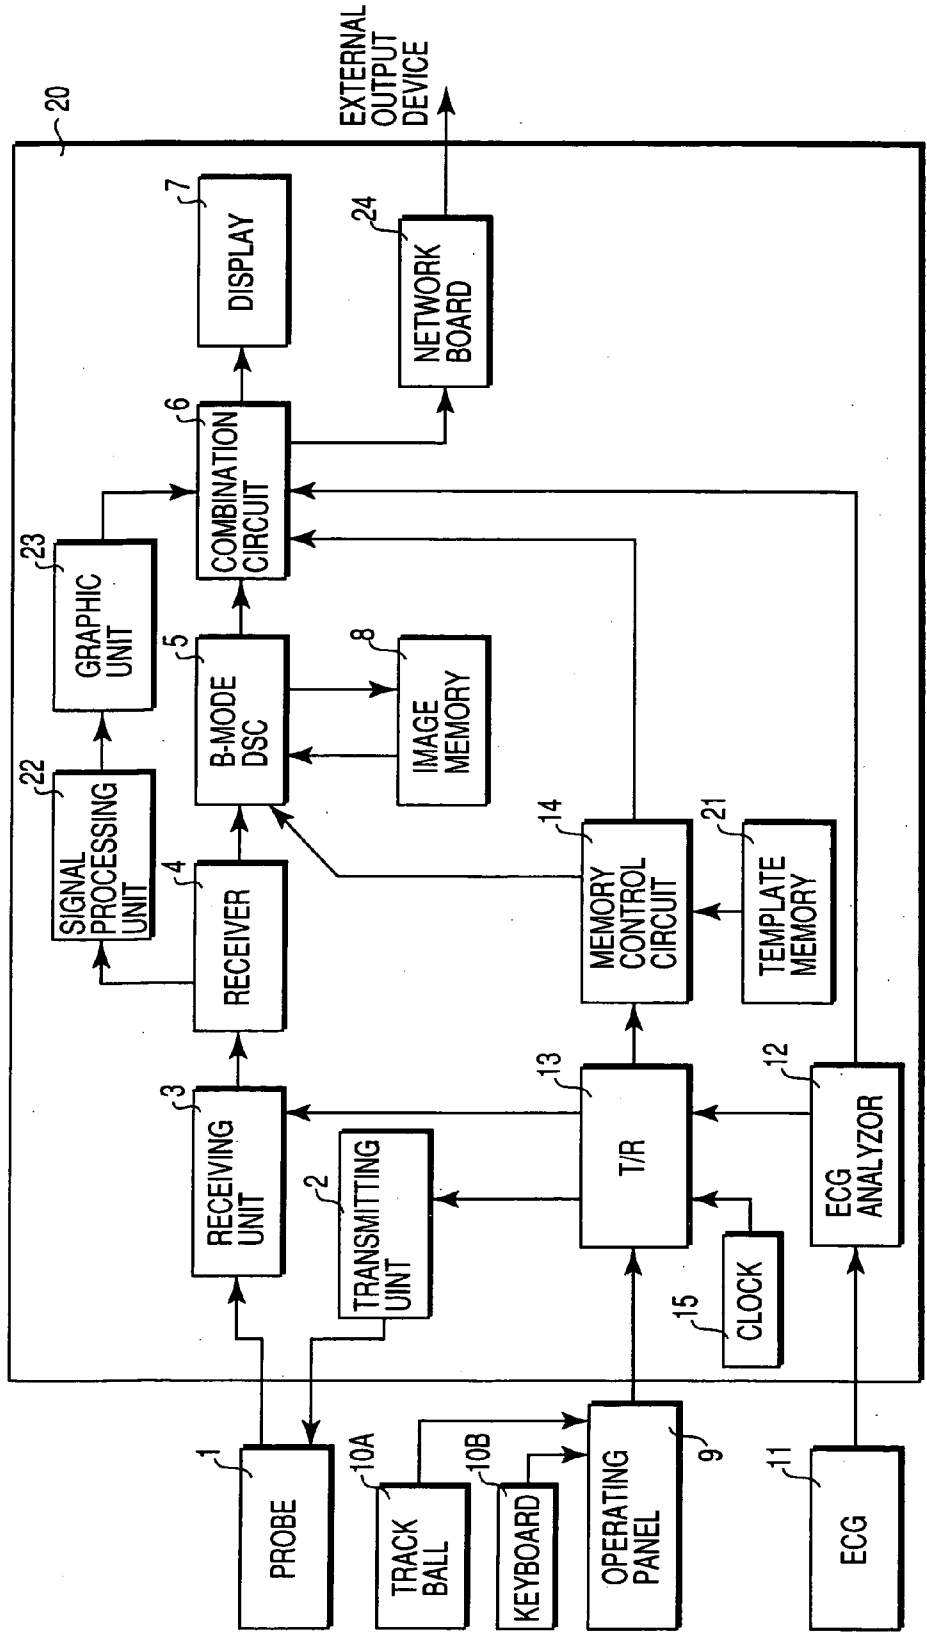 20
EXTERNAL
OUTPUT
DEVICE
SIGNAL
PROCESSING
UNIT
22
GRAPHIC
UNIT
23
PROBE
1
RECEIVING
UNIT
3
RECEIVER
4
B-MODE
DSC
5
COMBINATION
CIRCUIT
6
DISPLAY
7
TRANSMITTING
UINT
2
IMAGE
MEMORY
8
NETWORK
BOARD
24
TRACK
BALL
10A
KEYBOARD
10B
OPERATING
PANEL
9
T/R
13
MEMORY
CONTROL
CIRCUIT
14
CLOCK
15
TEMPLATE
MEMORY
21
ECG
11
ECG
ANALYZOR
12